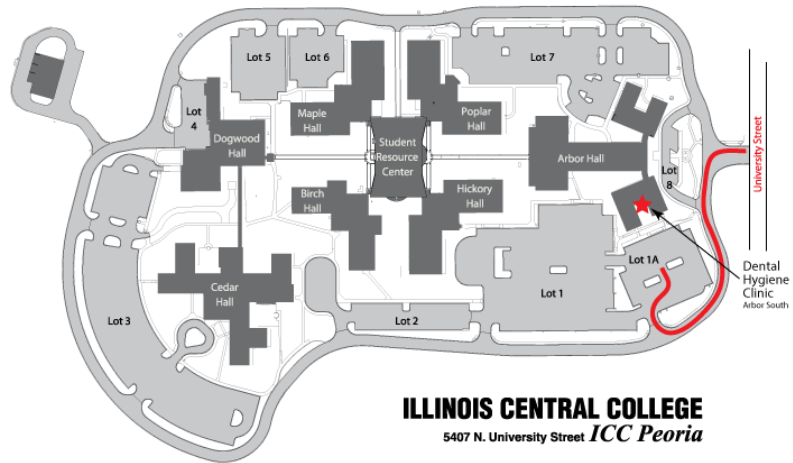 Lot 5
Lot 6
Lot 7
Lot
4
Maple
Hall
Poplar
Hall
Dogwood
Hall
Student
Resource
Center
Arbor Hall
Lot
8
University Street
Birch
Hall
Hickory
Hall
Lot 1A
Dental
Hygiene
Clinic
Arbor South
Cedar
Hall
Lot 1
Lot 3
Lot 2
ILLINOIS CENTRAL COLLEGE
5407 N. University Street ICC Peoria